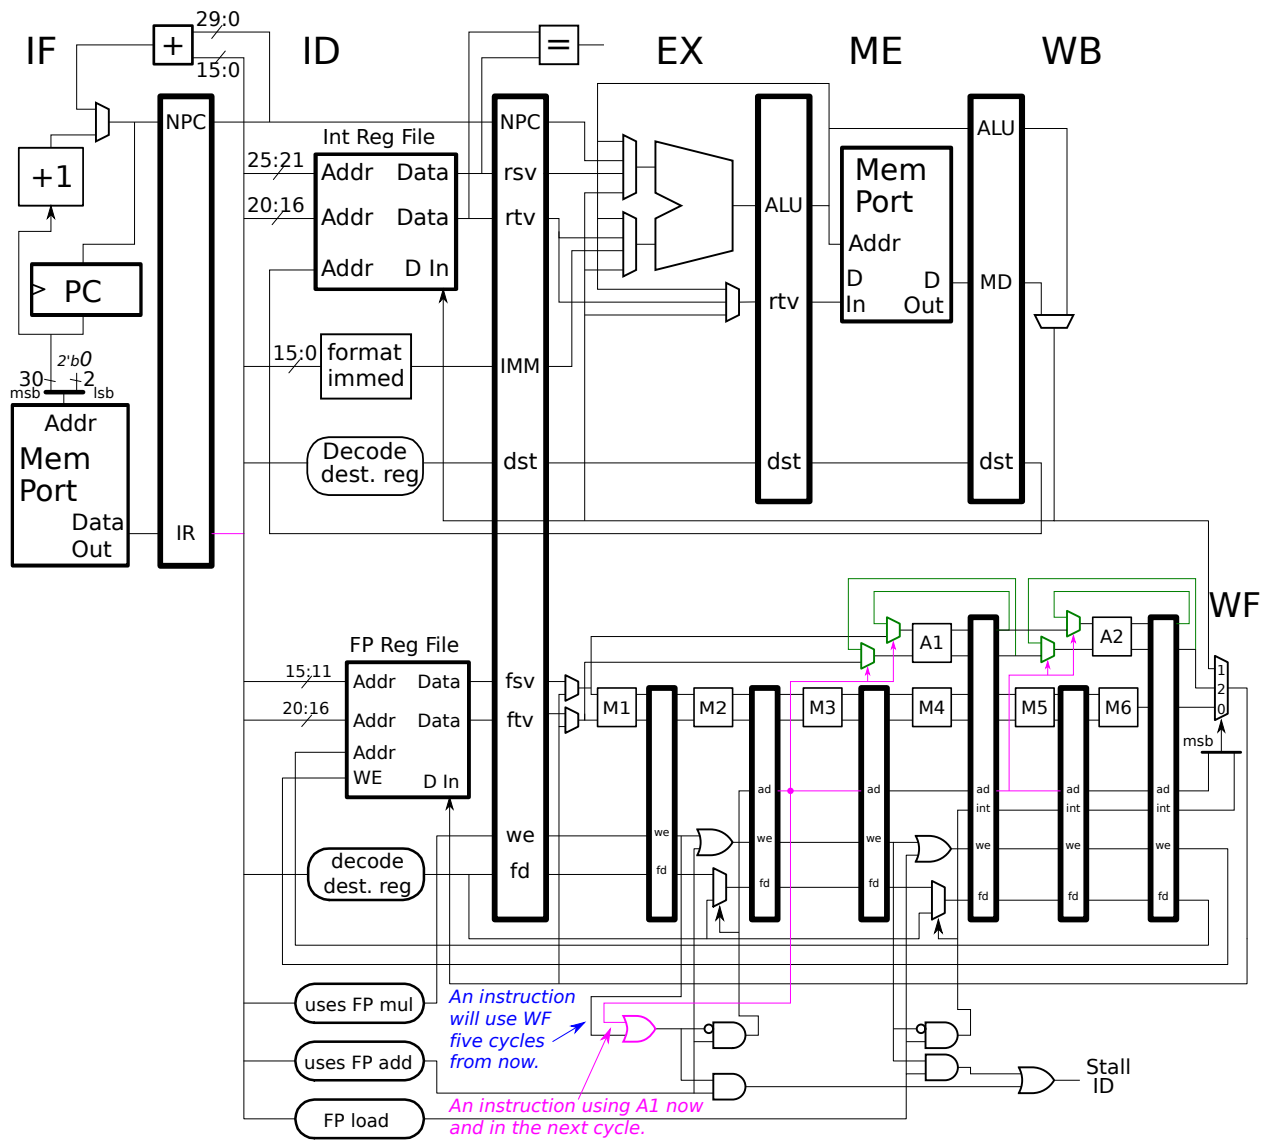 IF
ID
EX
ME
WB
+
29:0
15:0
=
NPC
Int Reg File
NPC
ALU
+1
25:21
Addr
Data
rsv
Mem
Port
20:16
Addr
Data
rtv
ALU
Addr
Addr
D In
PC
D
In
D
Out
rtv
MD
15:0
format
immed
IMM
2'b0
30
2
msb
lsb
Addr
Mem
Port
Data
Out
IR
Decode
dest. reg
dst
dst
dst
WF
FP Reg File
A1
A2
15:11
Addr
Data
fsv
20:16
Addr
Data
ftv
M1
M2
M3
M4
M5
M6
1
2
0
msb
Addr
WE
D In
ad
ad
ad
ad
ad
int
int
int
we
we
we
we
we
we
we
decode
dest. reg
fd
fd
fd
fd
fd
fd
fd
uses FP mul
An instruction
will use WF
five cycles
from now.
uses FP add
Stall
ID
FP load
An instruction using A1 now
and in the next cycle.